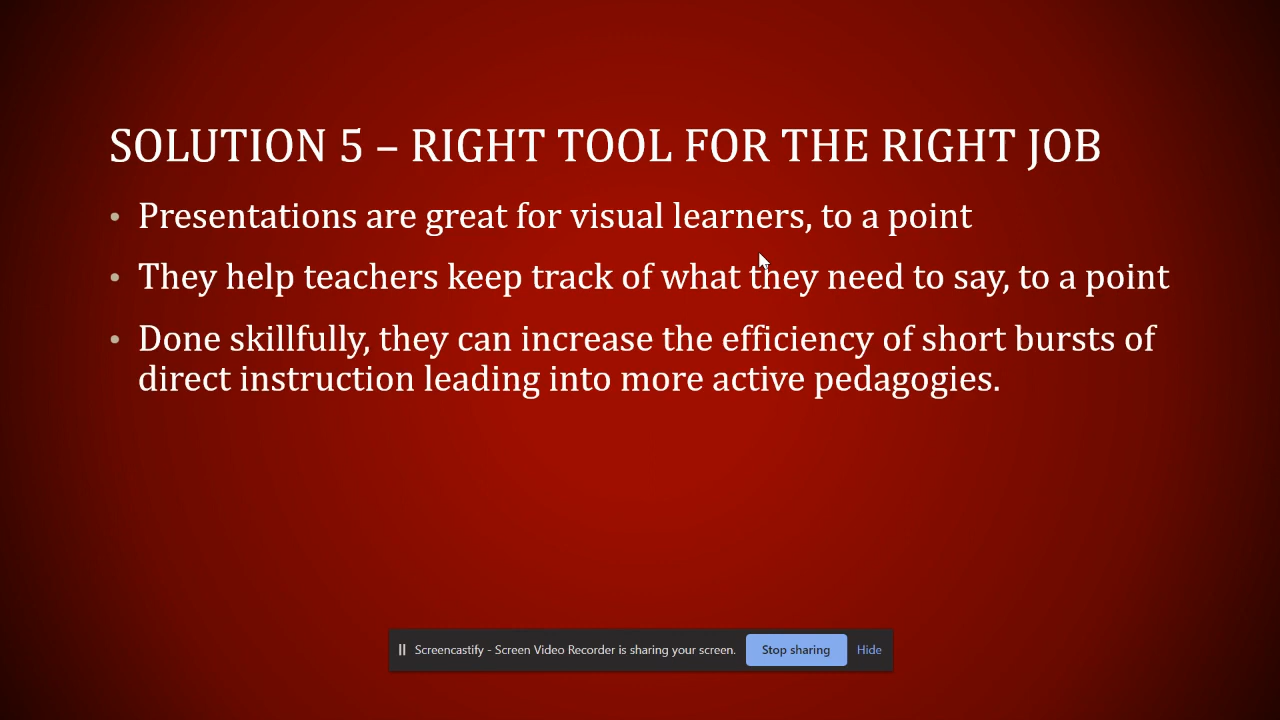 SOLUTION 5 – RIGHT TOOL FOR THE RIGHT JOB
• Presentations are great for visual learners, to a point
• They help teachers keep track of what they need to say, to a point
• Done skillfully, they can increase the efficiency of short bursts of
direct instruction leading into more active pedagogies.
Screencastify - Screen Video Recorder is sharing your screen. Stop sharing Hide